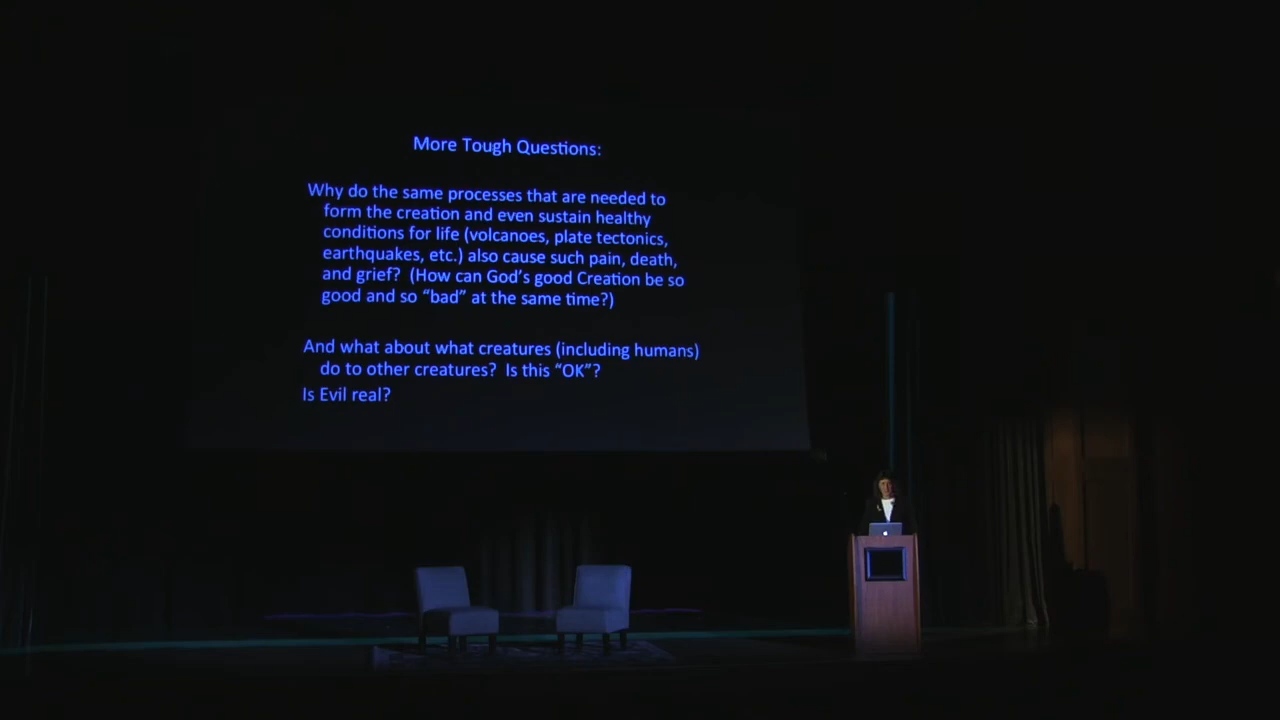 More Tough Questions:
Why do the same processes that are needed to
form the creation and even sustain healthy
conditions for life (volcanoes, plate tectonics,
earthquakes, etc.) also cause such pain, death,
and grief? (How can God's good Creation be so
good and so “bad” at the same time?)
And what about what creatures (including humans)
do to other creatures? Is this “OK”?
Is Evil real?